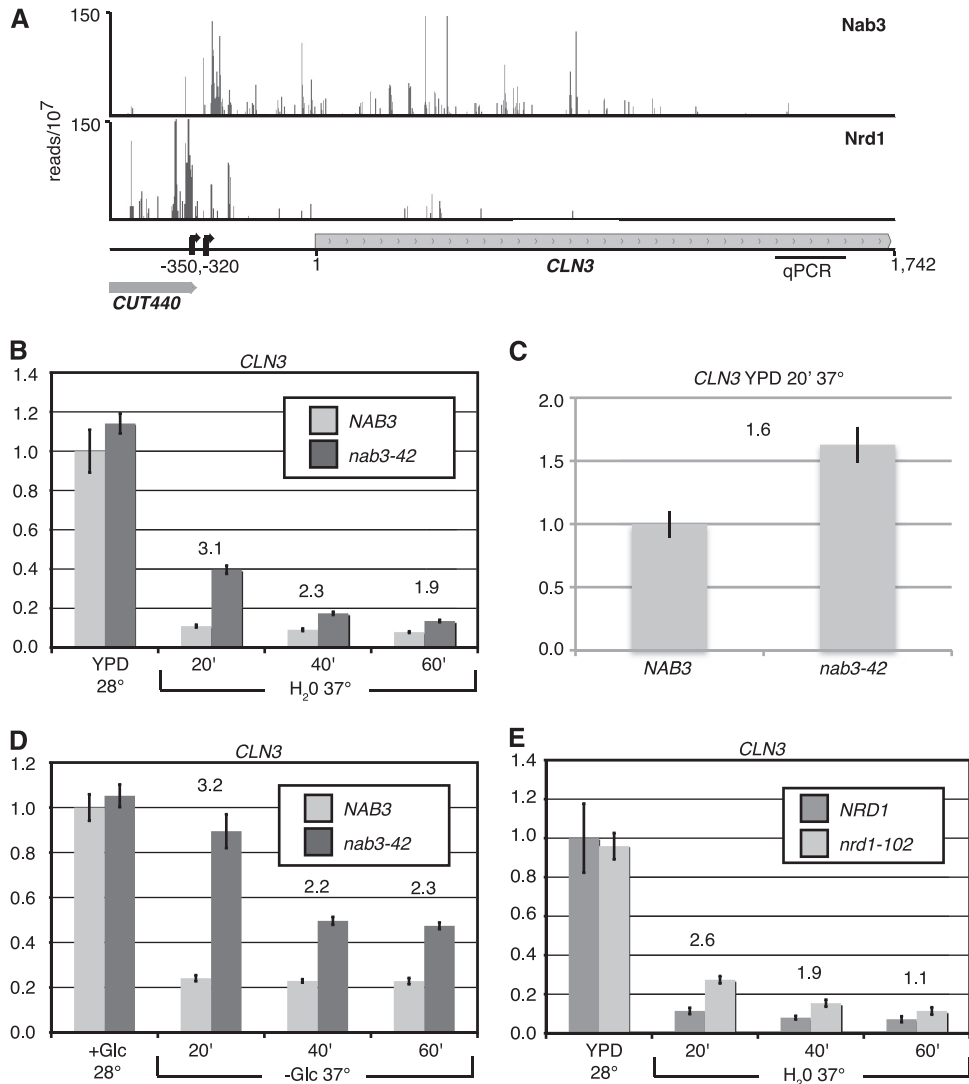 A
150
Nab3
150
Nrd1
reads/10^7
-350,-320
1
CLN3
qPCR
1,742
CUT440
B
CLN3
1.4
1.2
1.0
0.8
0.6
0.4
0.2
0.0
NAB3
nab3-42
3.1
2.3
1.9
YPD
28°
20'
40'
60'
H₂0 37°
C
CLN3 YPD 20' 37°
2.0
1.5
1.0
0.5
0.0
1.6
NAB3
nab3-42
D
CLN3
1.2
1.0
0.8
0.6
0.4
0.2
0.0
NAB3
nab3-42
3.2
2.2
2.3
+Glc
28°
20'
40'
60'
-Glc 37°
E
CLN3
1.4
1.2
1.0
0.8
0.6
0.4
0.2
0.0
NRD1
nrd1-102
2.6
1.9
1.1
YPD
28°
20'
40'
60'
H₂0 37°